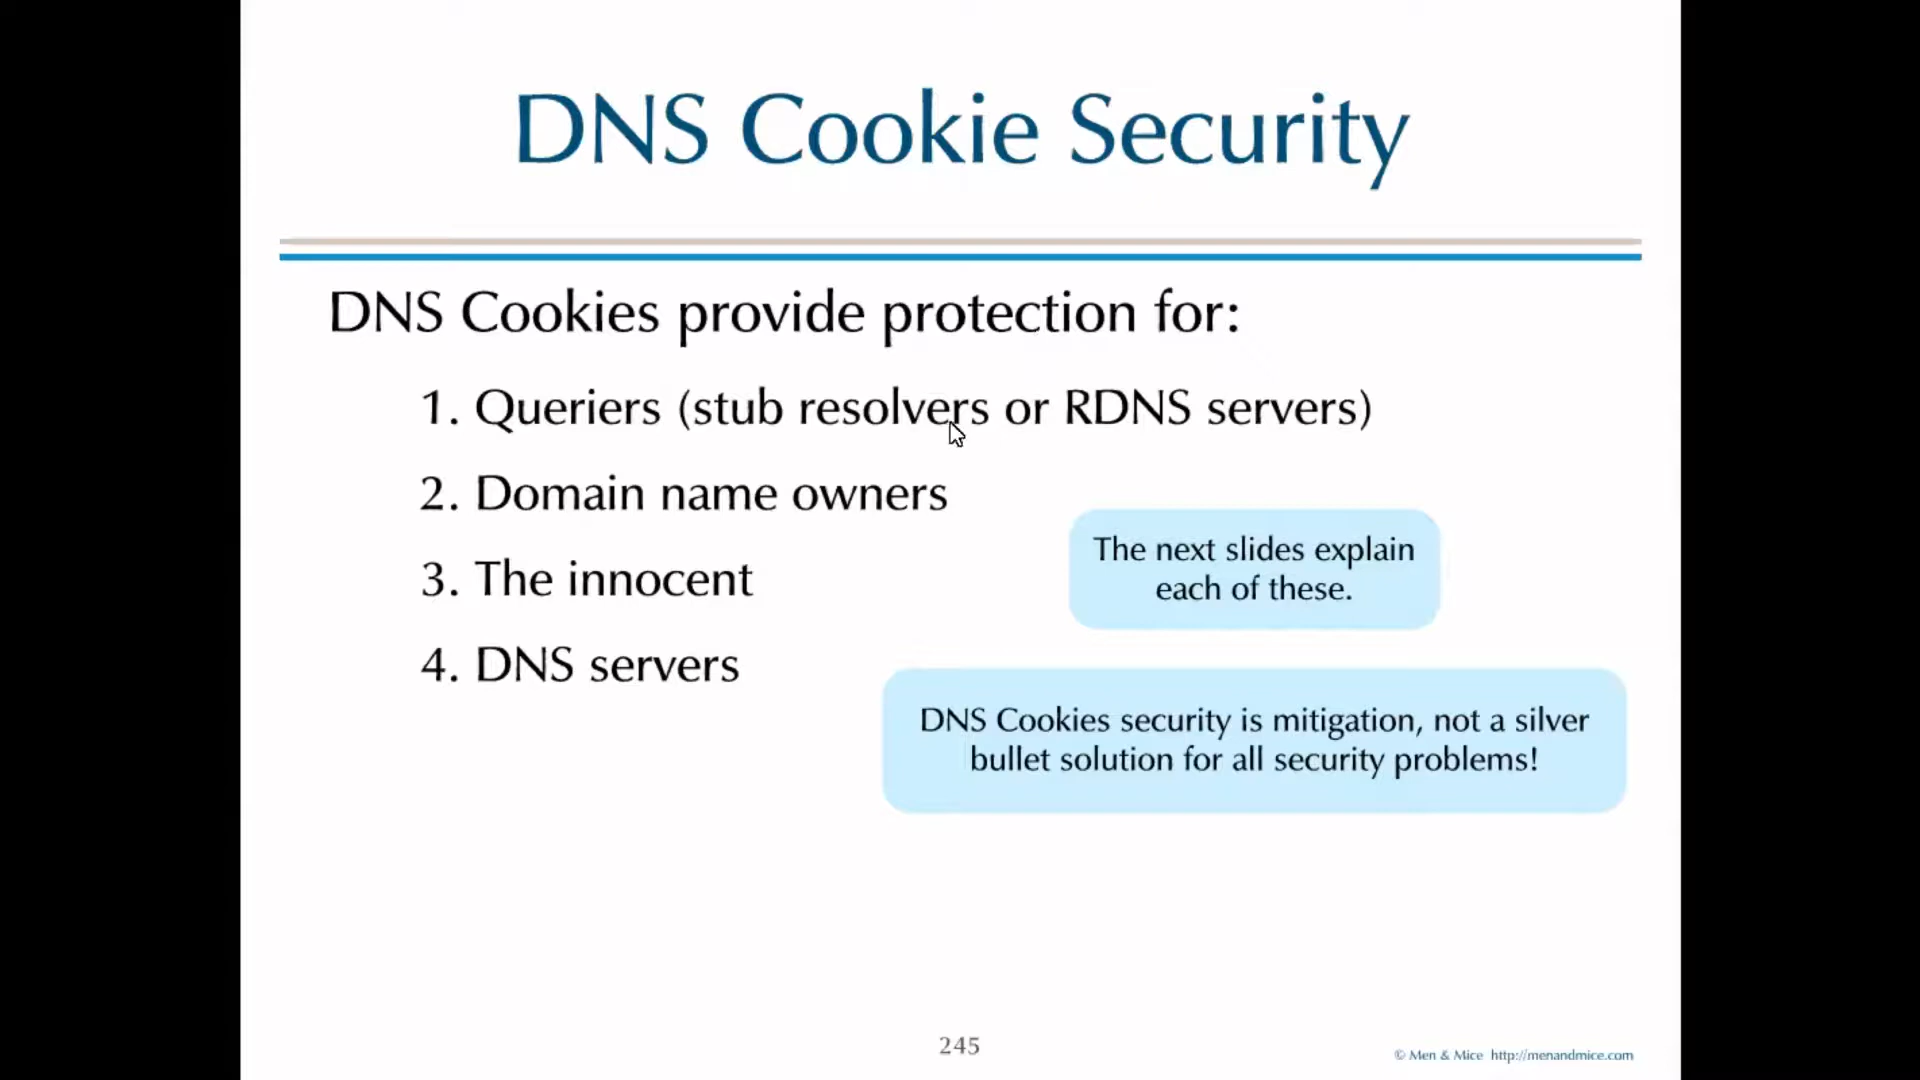 DNS Cookie Security
DNS Cookies provide protection for:
1. Queriers (stub resolvers or RDNS servers)
2. Domain name owners
3. The innocent
4. DNS servers
The next slides explain
each of these.
DNS Cookies security is mitigation, not a silver
bullet solution for all security problems!
245
© Men & Mice http://menandmice.com